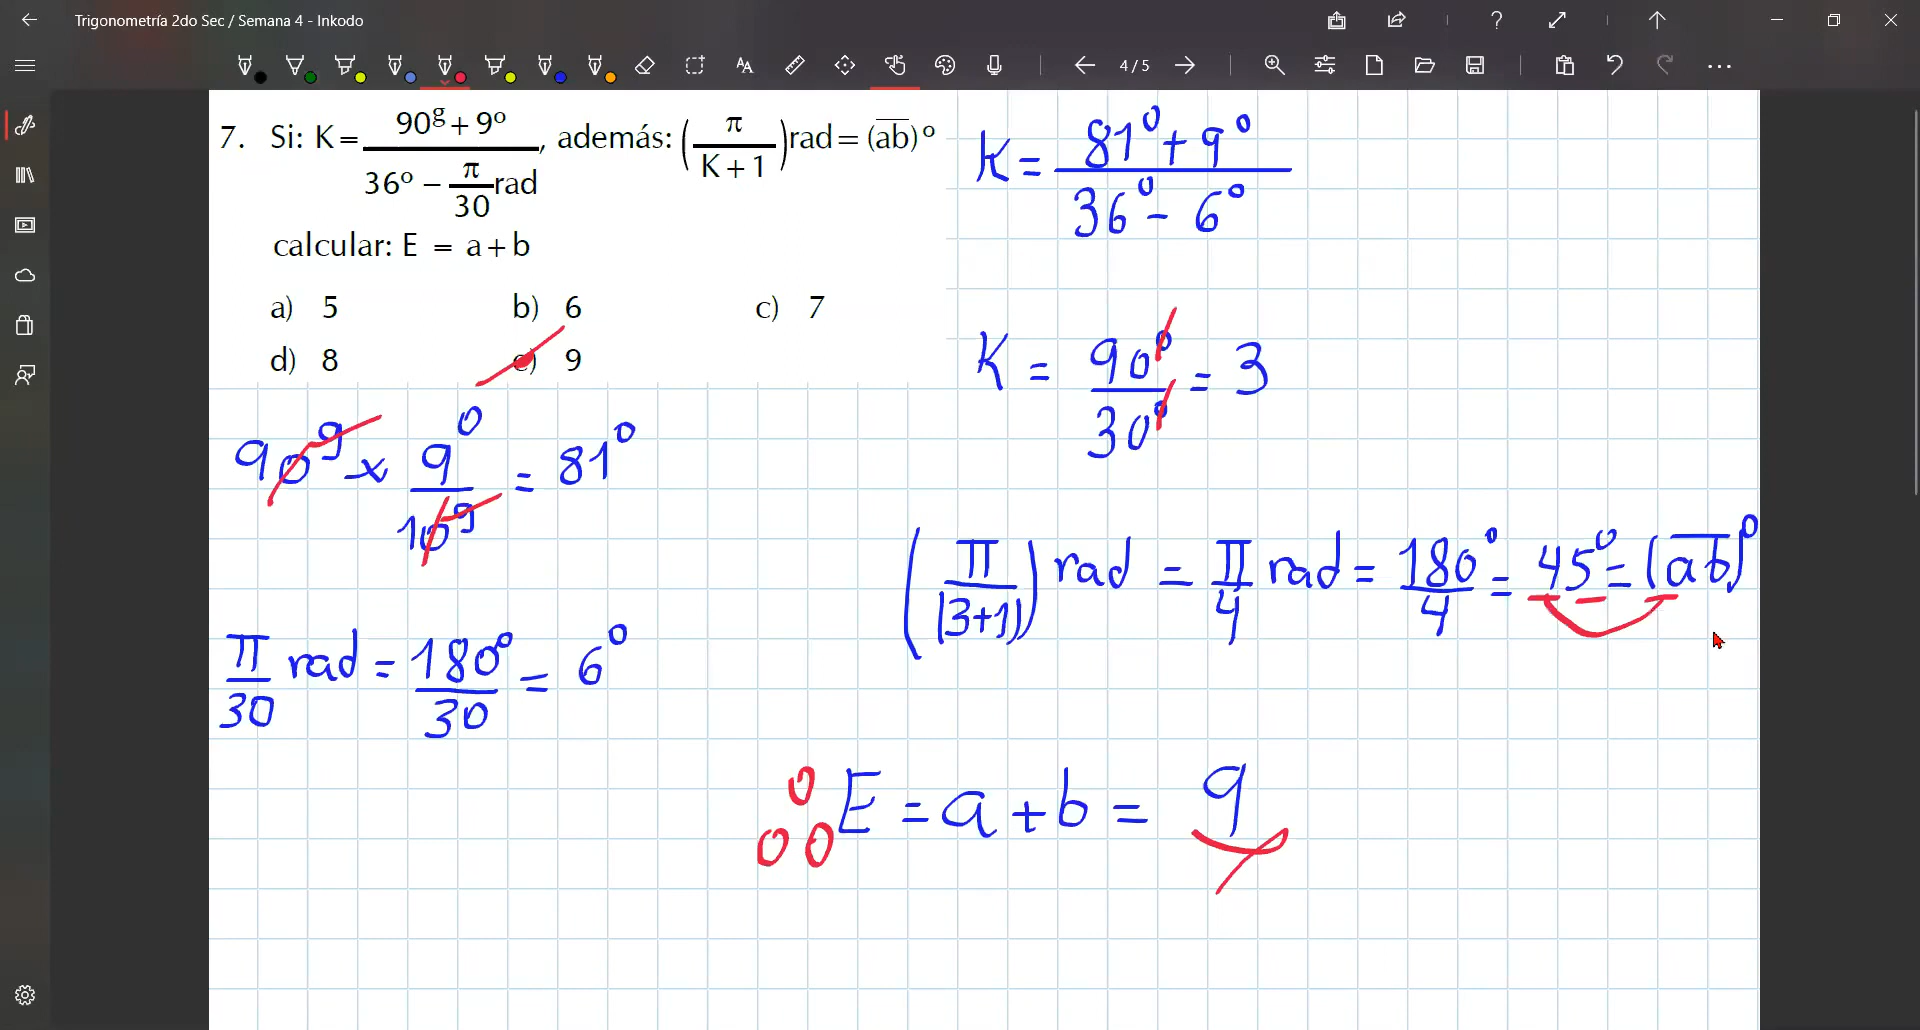 Trigonometría 2do Sec / Semana 4 - Inkodo
4 / 5
7. Si: K = (90^g + 9°) / (36° − π/30 rad), además: (π/(K + 1)) rad = (a̅b̅)°
calcular: E = a + b
a) 5 b) 6 c) 7
d) 8 e) 9
90^g × 9°/10^g = 81°
π/30 rad = 180°/30 = 6°
K = (81° + 9°) / (36° − 6°)
K = 90°/30° = 3
(π/(3+1)) rad = π/4 rad = 180°/4 = 45° = (a̅b̅)°
E = a + b = 9